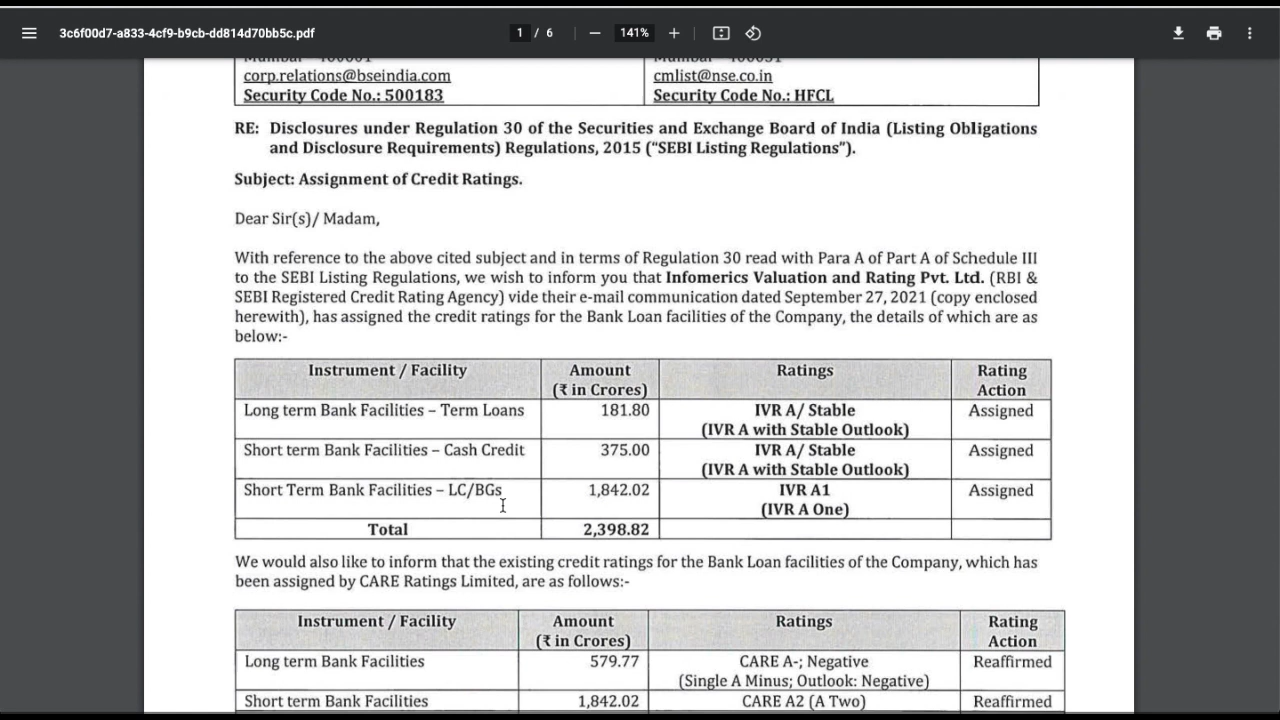 3c6f00d7-a833-4cf9-b9cb-dd814d70bb5c.pdf
1 / 6
141%
corp.relations@bseindia.com
cmlist@nse.co.in
Security Code No.: 500183
Security Code No.: HFCL
RE: Disclosures under Regulation 30 of the Securities and Exchange Board of India (Listing Obligations
and Disclosure Requirements) Regulations, 2015 (“SEBI Listing Regulations”).
Subject: Assignment of Credit Ratings.
Dear Sir(s)/ Madam,
With reference to the above cited subject and in terms of Regulation 30 read with Para A of Part A of Schedule III
to the SEBI Listing Regulations, we wish to inform you that Infomerics Valuation and Rating Pvt. Ltd. (RBI &
SEBI Registered Credit Rating Agency) vide their e-mail communication dated September 27, 2021 (copy enclosed
herewith), has assigned the credit ratings for the Bank Loan facilities of the Company, the details of which are as
below:-
Instrument / Facility Amount Ratings Rating
(₹ in Crores) Action
Long term Bank Facilities – Term Loans 181.80 IVR A/ Stable Assigned
(IVR A with Stable Outlook)
Short term Bank Facilities – Cash Credit 375.00 IVR A/ Stable Assigned
(IVR A with Stable Outlook)
Short Term Bank Facilities – LC/BGs 1,842.02 IVR A1 Assigned
(IVR A One)
Total 2,398.82
We would also like to inform that the existing credit ratings for the Bank Loan facilities of the Company, which has
been assigned by CARE Ratings Limited, are as follows:-
Instrument / Facility Amount Ratings Rating
(₹ in Crores) Action
Long term Bank Facilities 579.77 CARE A-; Negative Reaffirmed
(Single A Minus; Outlook: Negative)
Short term Bank Facilities 1,842.02 CARE A2 (A Two) Reaffirmed